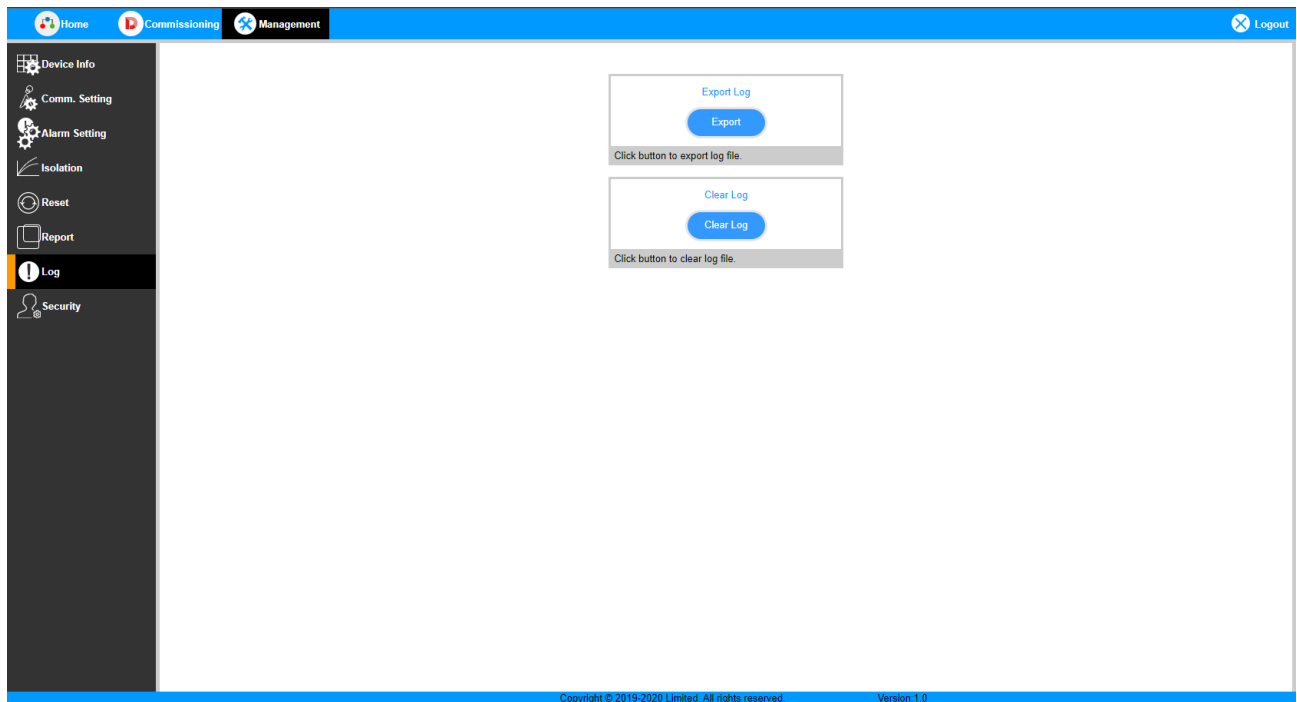 Home
Commissioning
Management
Logout
Device Info
Comm. Setting
Alarm Setting
Isolation
Reset
Report
Log
Security
Export Log
Export
Click button to export log file.
Clear Log
Clear Log
Click button to clear log file.
Copyright © 2019-2020 Limited. All rights reserved.
Version:1.0